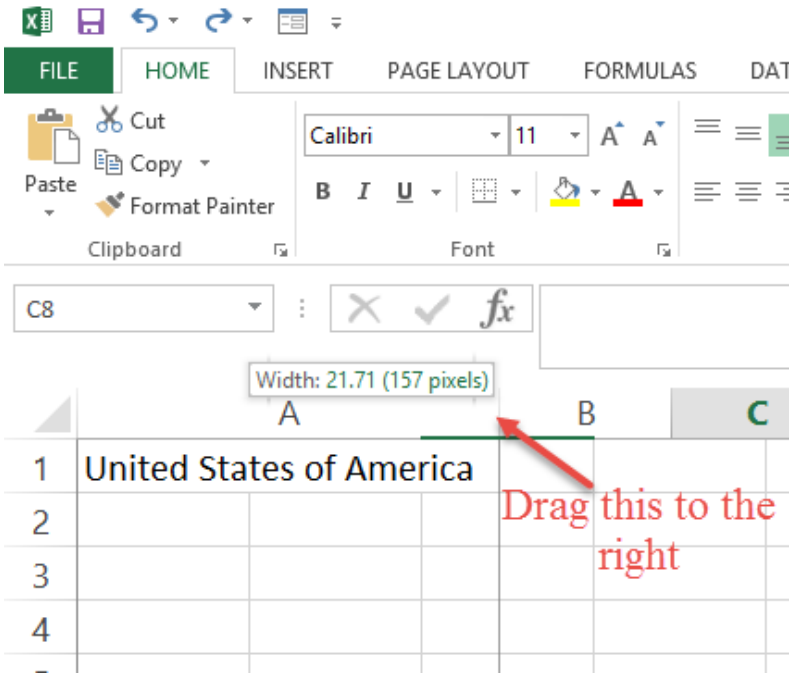 FILE HOME INSERT PAGE LAYOUT FORMULAS DAT
Cut
Calibri 11 A A
Copy
Paste
B I U A
Format Painter
Clipboard Font
C8 fx
Width: 21.71 (157 pixels)
A B C
1 United States of America
2
Drag this to the
right
3
4